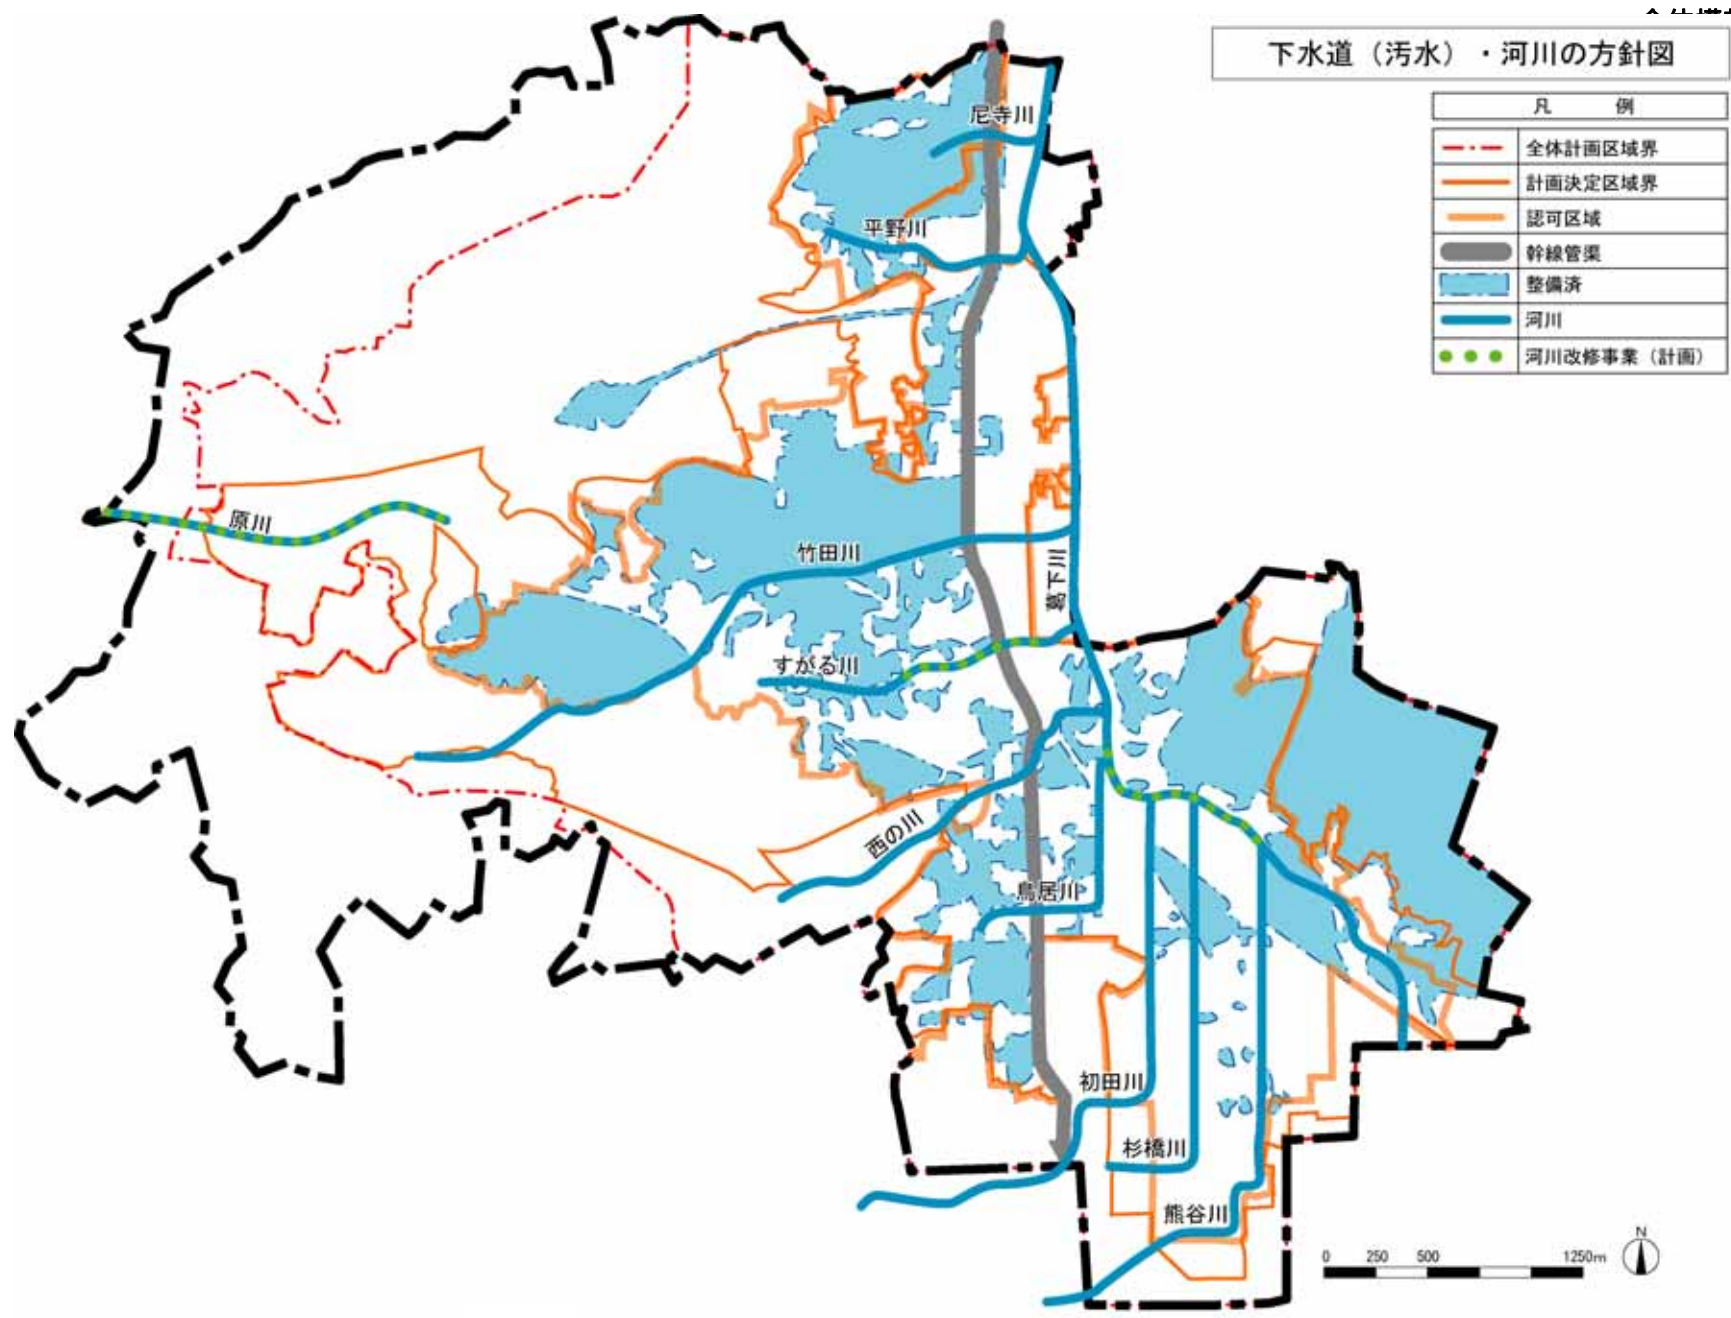 下水道（汚水）・河川の方針図
凡 例
全体計画区域界
計画決定区域界
認可区域
幹線管渠
整備済
河川
河川改修事業（計画）
尼寺川
平野川
原川
竹田川
葛下川
すがる川
西の川
鳥居川
初田川
杉橋川
熊谷川
0 250 500 1250m
N